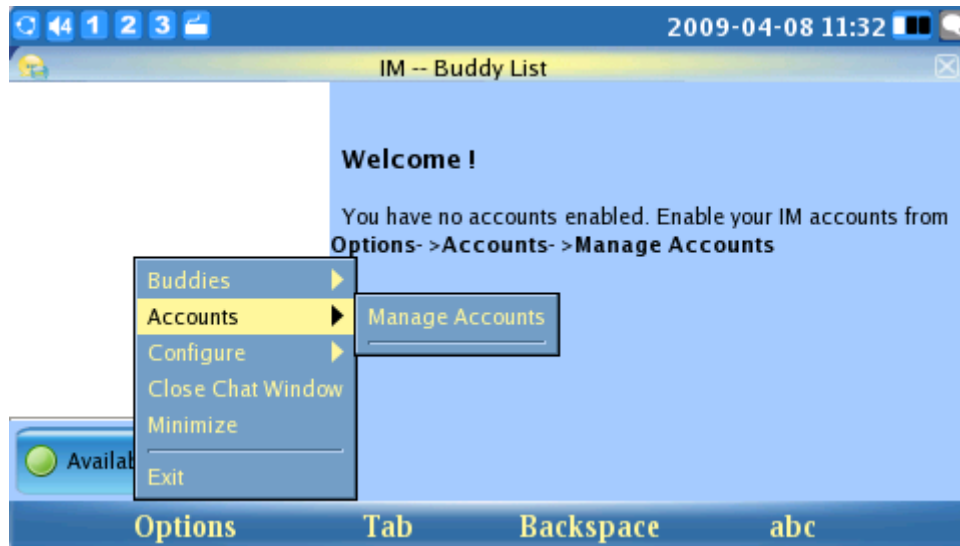 4 1 2 3 2009-04-08 11:32
IM -- Buddy List
Welcome !
You have no accounts enabled. Enable your IM accounts from
Options- >Accounts- >Manage Accounts
Buddies
Accounts
Manage Accounts
Configure
Close Chat Window
Minimize
Availab
Exit
Options Tab Backspace abc